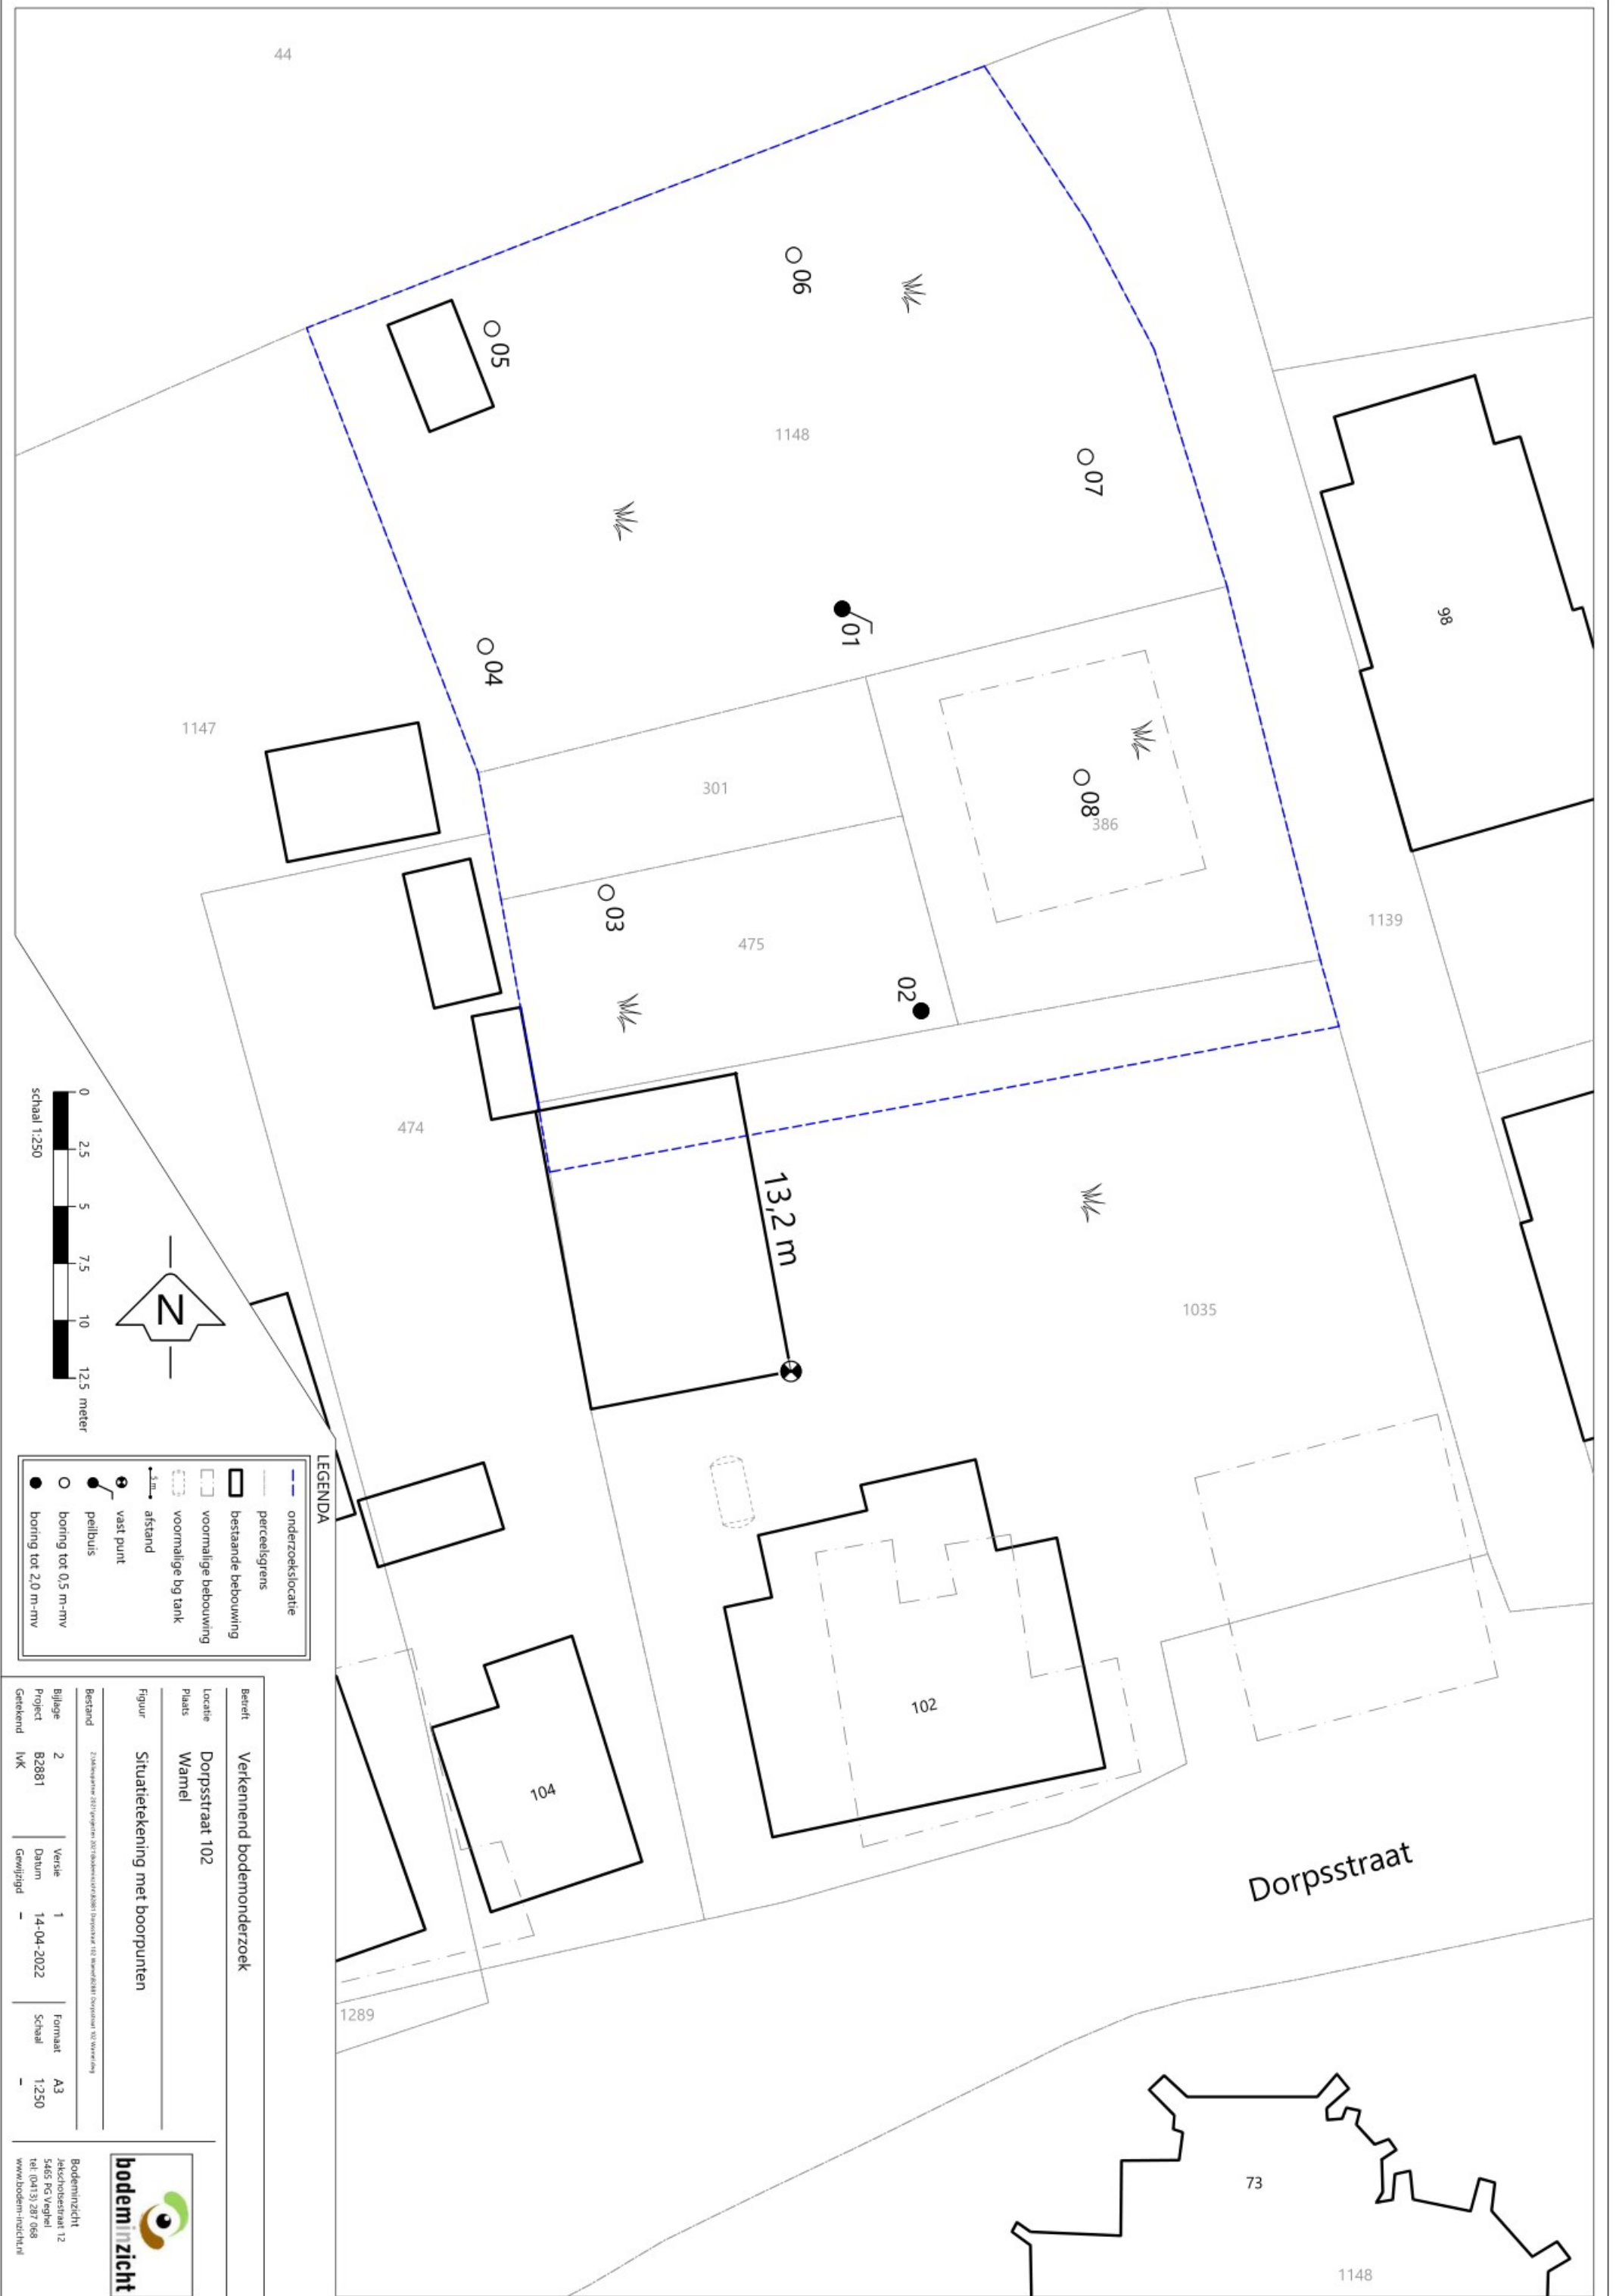 44
06
05
1148
07
01
04
98
1147
301
08
386
03
475
1139
02
474
13,2 m
1035
102
104
Dorpsstraat
1289
73
1148
0 2.5 5 7.5 10 12.5 meter
schaal 1:250
N
LEGENDA
onderzoekslocatie
perceelsgrens
bestaande bebouwing
voormalige bebouwing
voormalige bg tank
5 m
afstand
vast punt
peilbuis
boring tot 0,5 m-mv
boring tot 2,0 m-mv
Betreft Verkennend bodemonderzoek
Locatie Dorpsstraat 102
Plaats Wamel
Figuur Situatietekening met boorpunten
Bestand
Bijlage 2 Versie 1 Formaat A3
Project B2881 Datum 14-04-2022 Schaal 1:250
Getekend IvK Gewijzigd - -
bodeminzicht
Bodeminzicht
Jekschotsestraat 12
5465 PG Veghel
tel: (0413) 287 068
www.bodem-inzicht.nl